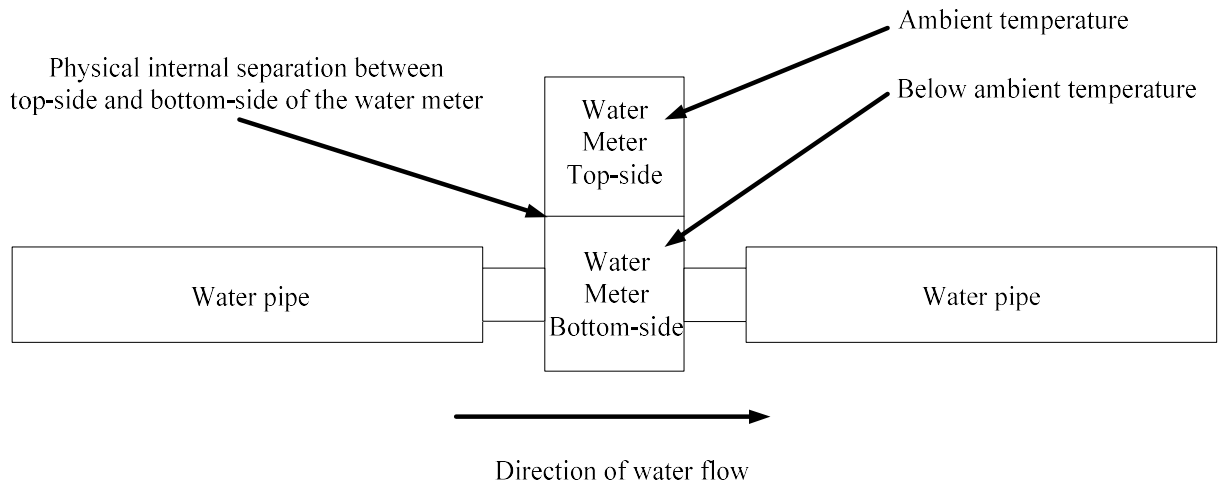 Ambient temperature
Physical internal separation between
top-side and bottom-side of the water meter
Below ambient temperature
Water
Meter
Top-side
Water pipe
Water
Meter
Bottom-side
Water pipe
Direction of water flow